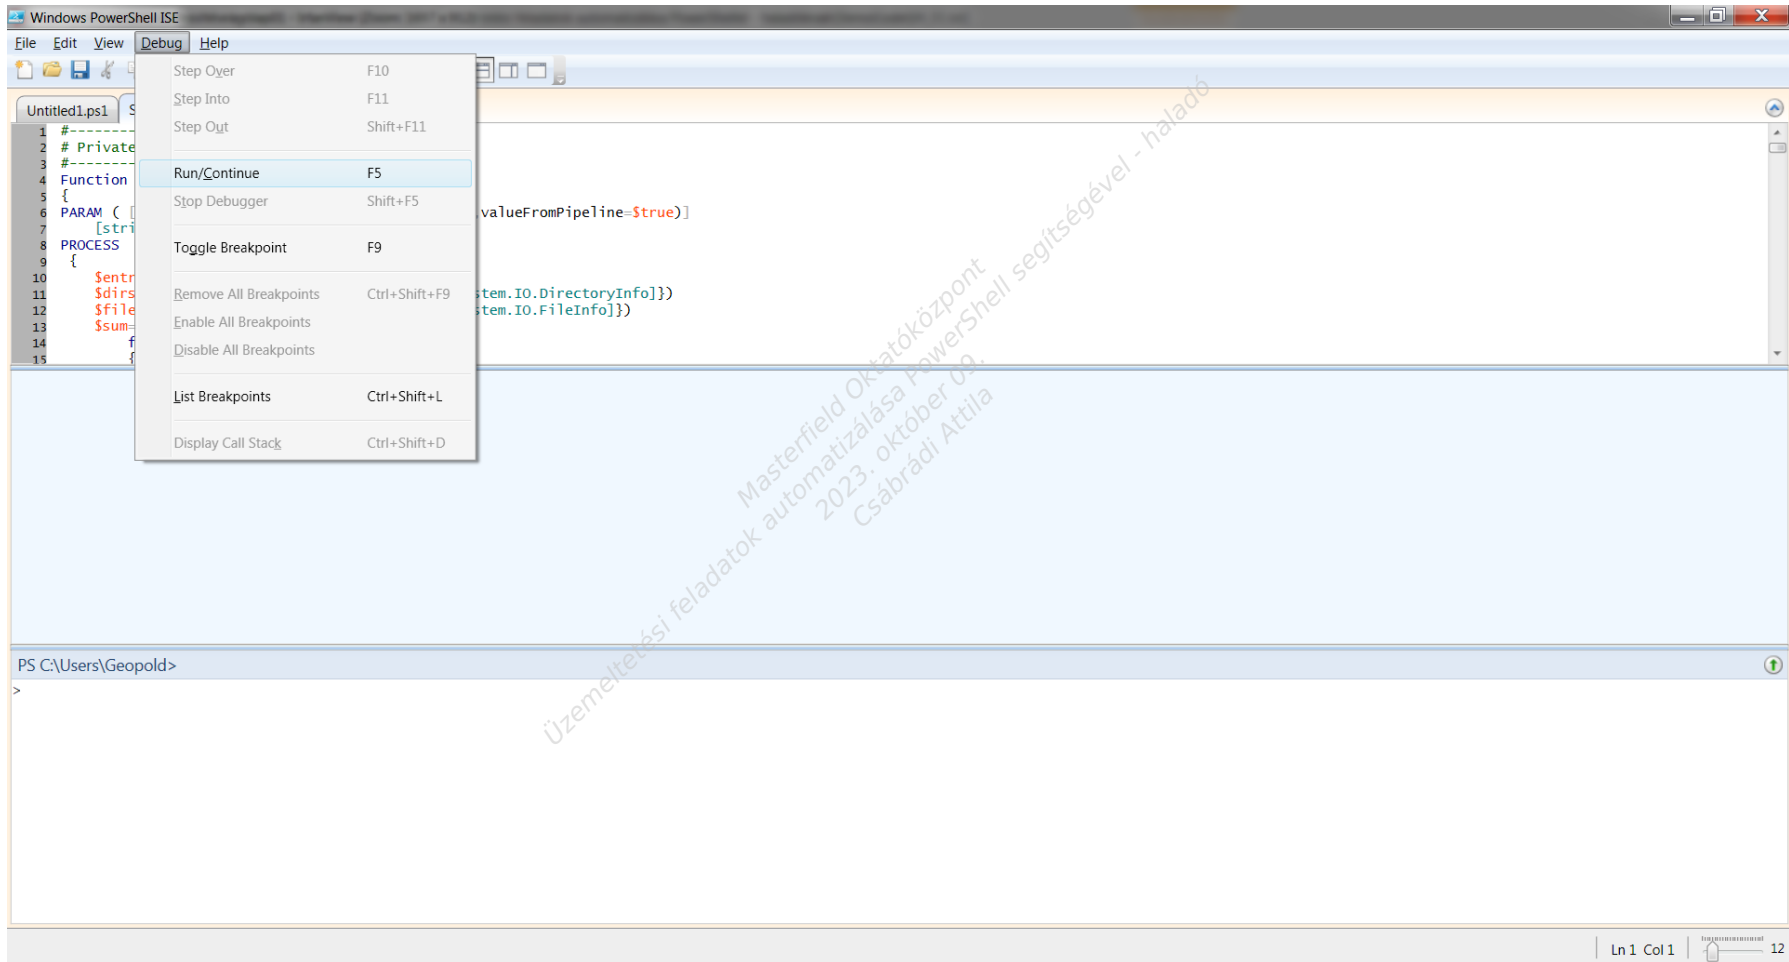 Windows PowerShell ISE
File Edit View Debug Help
Step Over F10
Step Into F11
Step Out Shift+F11
Run/Continue F5
Stop Debugger Shift+F5
Toggle Breakpoint F9
Remove All Breakpoints Ctrl+Shift+F9
Enable All Breakpoints
Disable All Breakpoints
List Breakpoints Ctrl+Shift+L
Display Call Stack Ctrl+Shift+D
Untitled1.ps1 S
1 #--------
2 # Private
3 #--------
4 Function
5 {
6 PARAM ( [ valueFromPipeline=$true)]
7 [stri
8 PROCESS
9 {
10 $entr
11 $dirs stem.IO.DirectoryInfo]})
12 $file stem.IO.FileInfo]})
13 $sum=
14 f
15 {
PS C:\Users\Geopold>
>
Masterfield Oktatóközpont
Üzemeltetési feladatok automatizálása PowerShell segítségével - haladó
2023. október 09.
Csábrádi Attila
Ln 1 Col 1 12